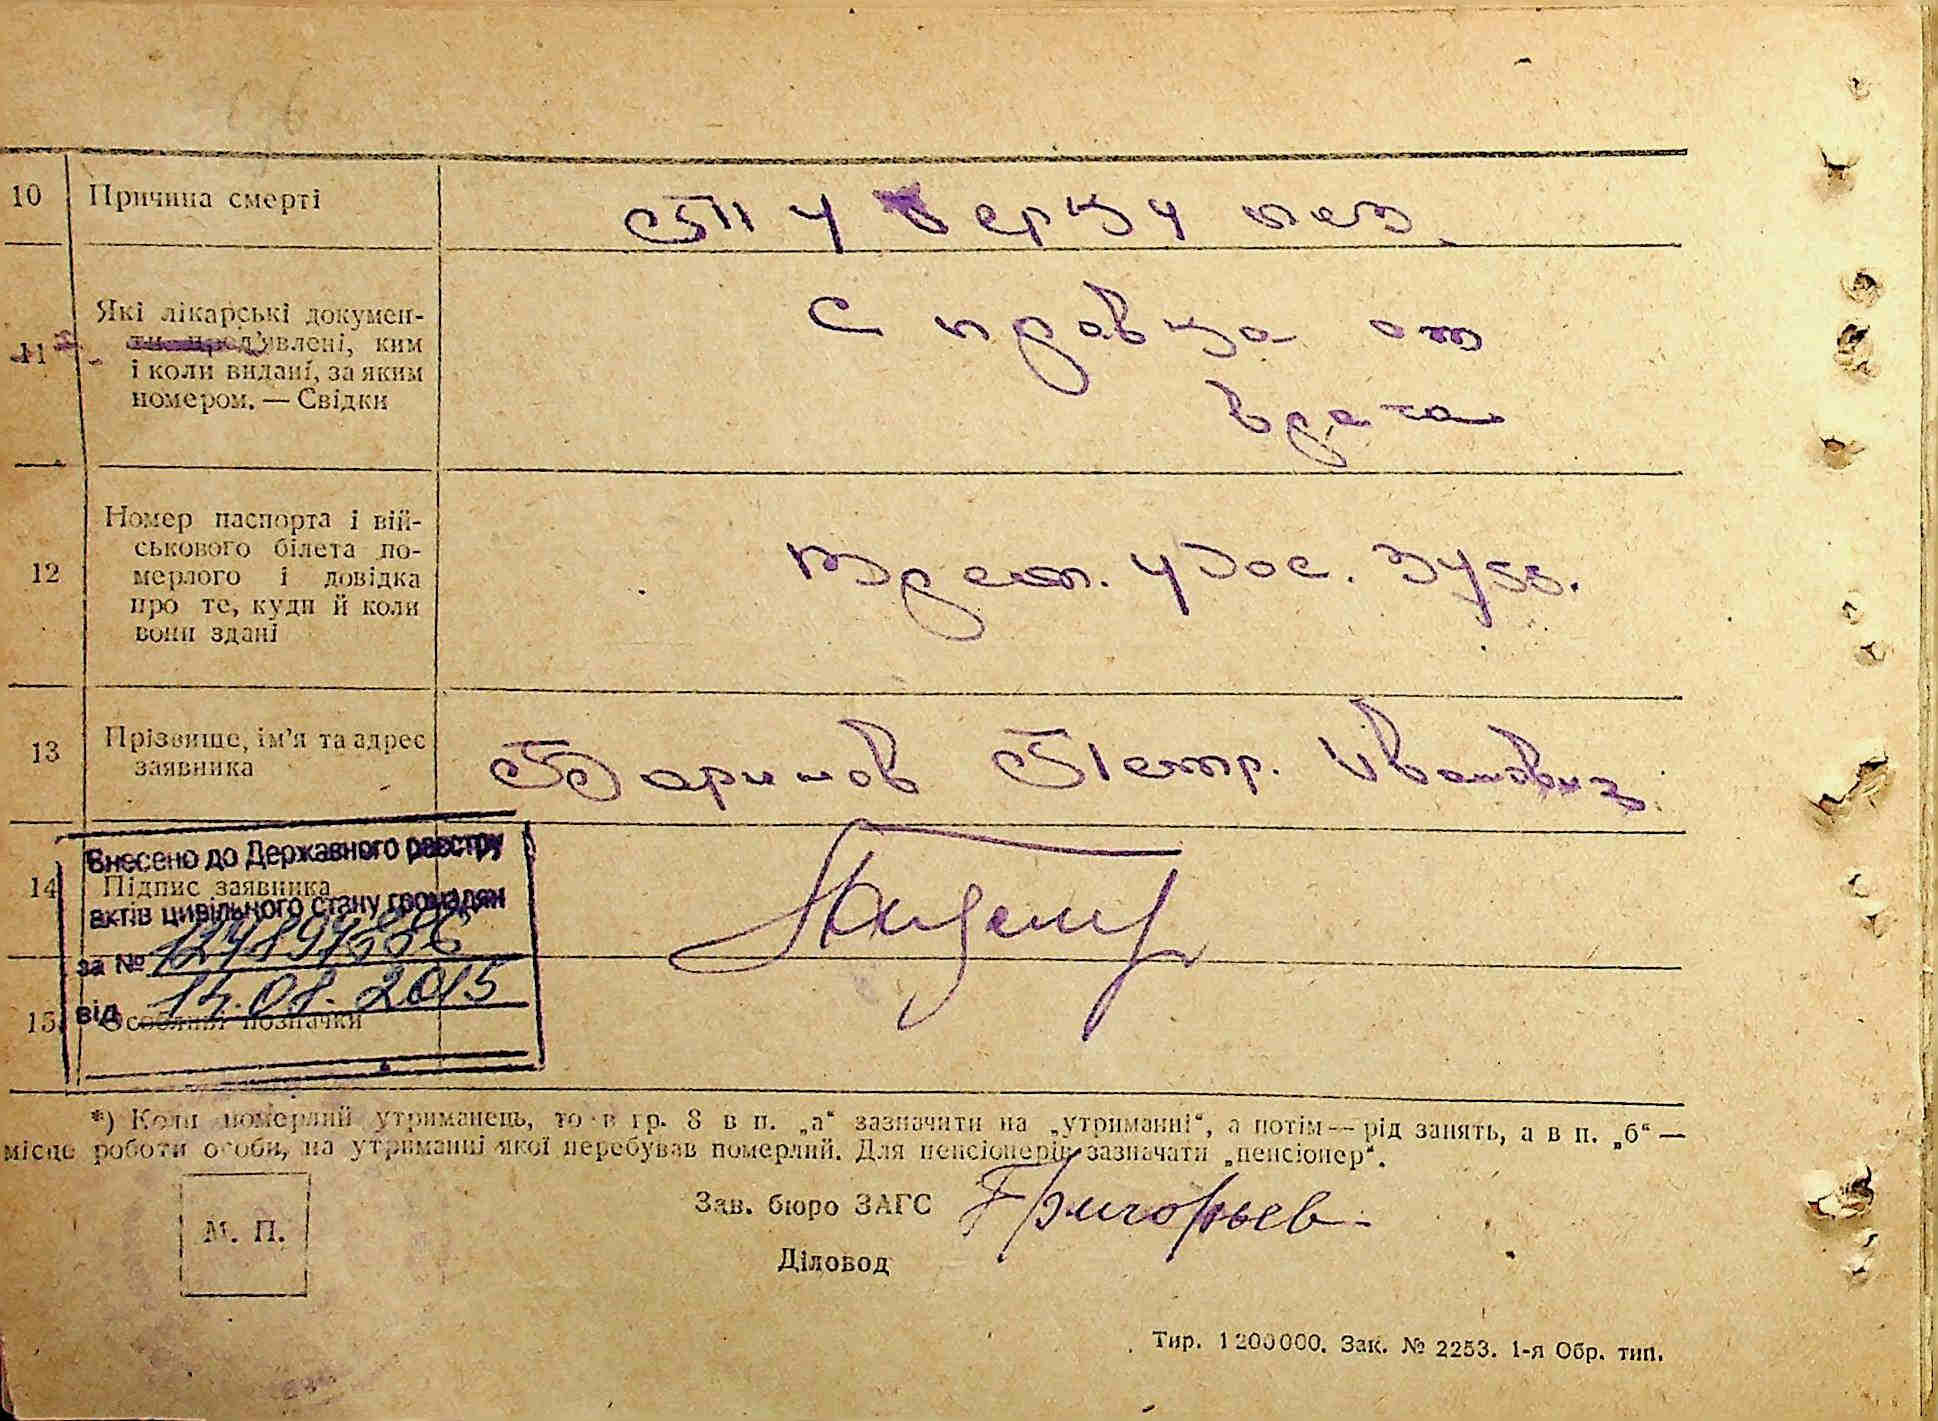 10 Причина смерті Туберкулез
11 Які лікарські докумен-
ти пред'явлені, ким
і коли видані, за яким
номером. — Свідки
Справка от
врача
12 Номер паспорта і вій-
ськового білета по-
мерлого і довідка
про те, куди й коли
вони здані
13 Прізвище, ім'я та адрес
заявника
Баринов Петр. Иванович
Внесено до Державного реєстру
14 Підпис заявника
актів цивільного стану громадян
за №
від 14.01.2015
15 Особливі позначки
*) Коли померлий утриманець, то в гр. 8 в п. „а“ зазначити на „утриманні“, а потім — рід занять, а в п. „б“ —
місце роботи особи, на утриманні якої перебував померлий. Для пенсіонерів зазначати „пенсіонер“.
Зав. бюро ЗАГС Григорьев
М. П.
Діловод
Тир. 1200000. Зак. № 2253. 1-я Обр. тип.